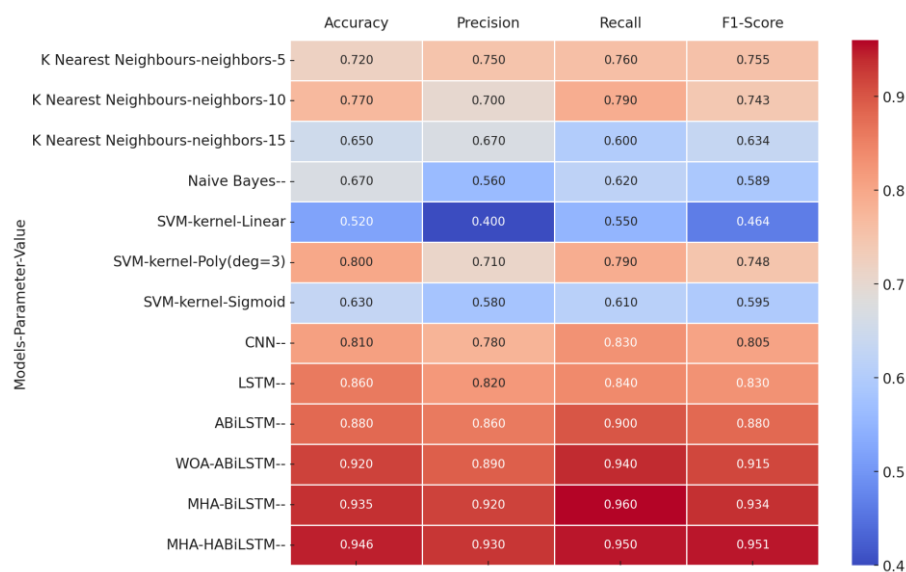 Accuracy Precision Recall F1-Score
K Nearest Neighbours-neighbors-5 0.720 0.750 0.760 0.755
K Nearest Neighbours-neighbors-10 0.770 0.700 0.790 0.743
K Nearest Neighbours-neighbors-15 0.650 0.670 0.600 0.634
Naive Bayes-- 0.670 0.560 0.620 0.589
SVM-kernel-Linear 0.520 0.400 0.550 0.464
SVM-kernel-Poly(deg=3) 0.800 0.710 0.790 0.748
SVM-kernel-Sigmoid 0.630 0.580 0.610 0.595
CNN-- 0.810 0.780 0.830 0.805
LSTM-- 0.860 0.820 0.840 0.830
ABiLSTM-- 0.880 0.860 0.900 0.880
WOA-ABiLSTM-- 0.920 0.890 0.940 0.915
MHA-BiLSTM-- 0.935 0.920 0.960 0.934
MHA-HABiLSTM-- 0.946 0.930 0.950 0.951
Models-Parameter-Value
0.9
0.8
0.7
0.6
0.5
0.4